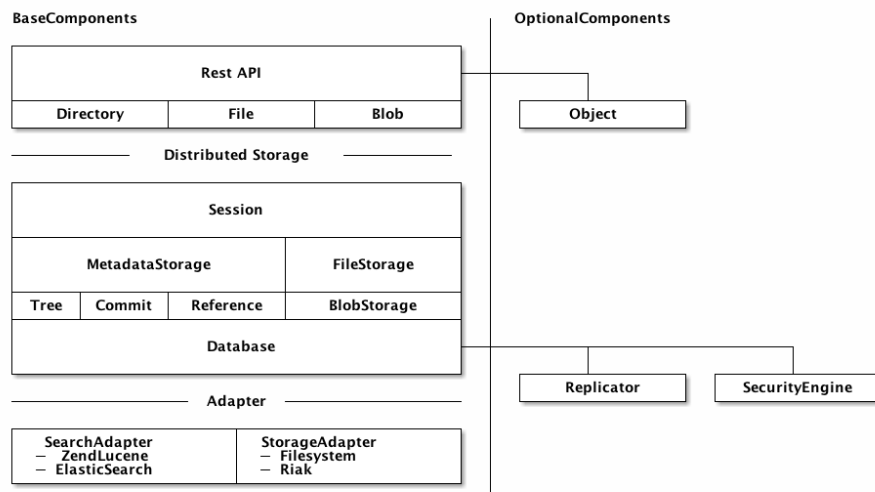 BaseComponents
OptionalComponents
Rest API
Directory
File
Blob
Object
Distributed Storage
Session
MetadataStorage
FileStorage
Tree
Commit
Reference
BlobStorage
Database
Replicator
SecurityEngine
Adapter
SearchAdapter
– ZendLucene
– ElasticSearch
StorageAdapter
– Filesystem
– Riak